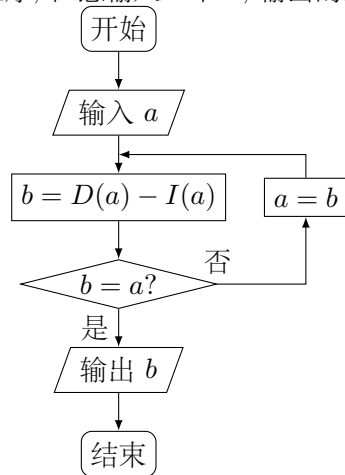 开始
输入 a
b = D(a) − I(a)
a = b
b = a?
否
是
输出 b
结束